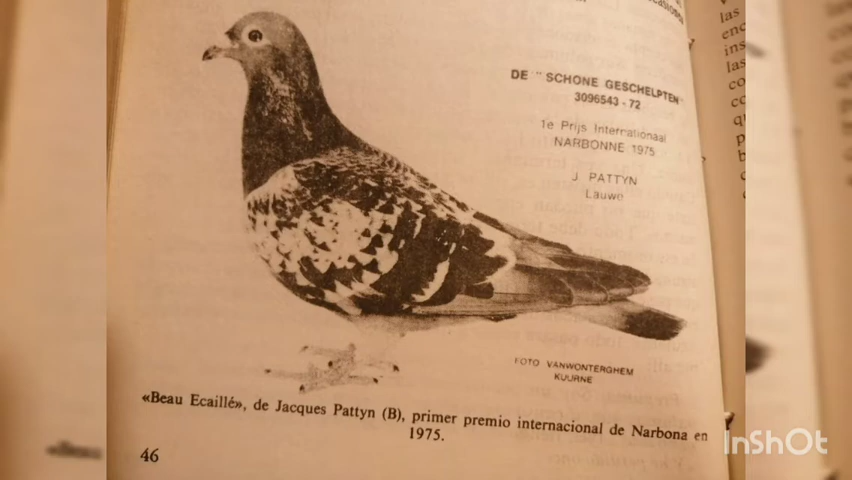 DE "SCHONE GESCHELPTEN"
3096543 - 72
1e Prijs Internationaal
NARBONNE 1975
J PATTYN
Lauwe
FOTO VANWONTERGHEM
KUURNE
«Beau Ecaillé», de Jacques Pattyn (B), primer premio internacional de Narbona en
1975.
46
las
InShOt